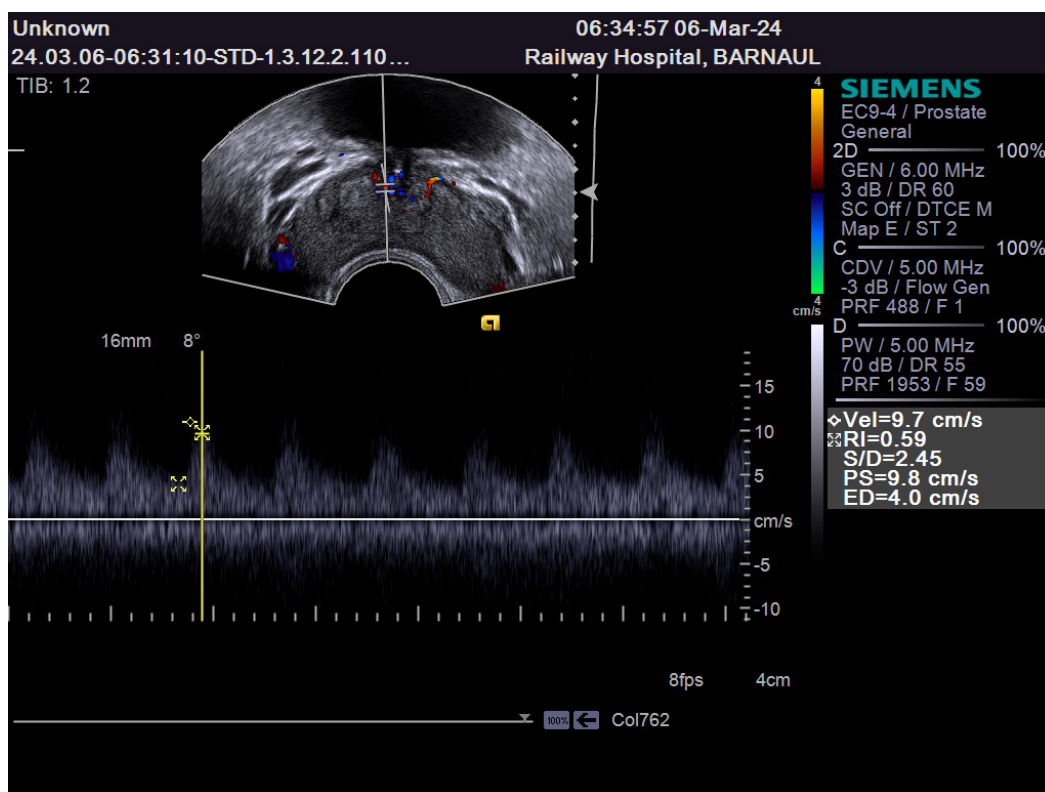 Unknown
06:34:57 06-Mar-24
24.03.06-06:31:10-STD-1.3.12.2.110...
Railway Hospital, BARNAUL
TIB: 1.2
4
SIEMENS
EC9-4 / Prostate
General
2D 100%
GEN / 6.00 MHz
3 dB / DR 60
SC Off / DTCE M
Map E / ST 2
C 100%
CDV / 5.00 MHz
-3 dB / Flow Gen
4
cm/s
PRF 488 / F 1
D 100%
PW / 5.00 MHz
70 dB / DR 55
PRF 1953 / F 59
16mm 8°
15
10
5
cm/s
-5
-10
Vel=9.7 cm/s
RI=0.59
S/D=2.45
PS=9.8 cm/s
ED=4.0 cm/s
8fps 4cm
100% Col762